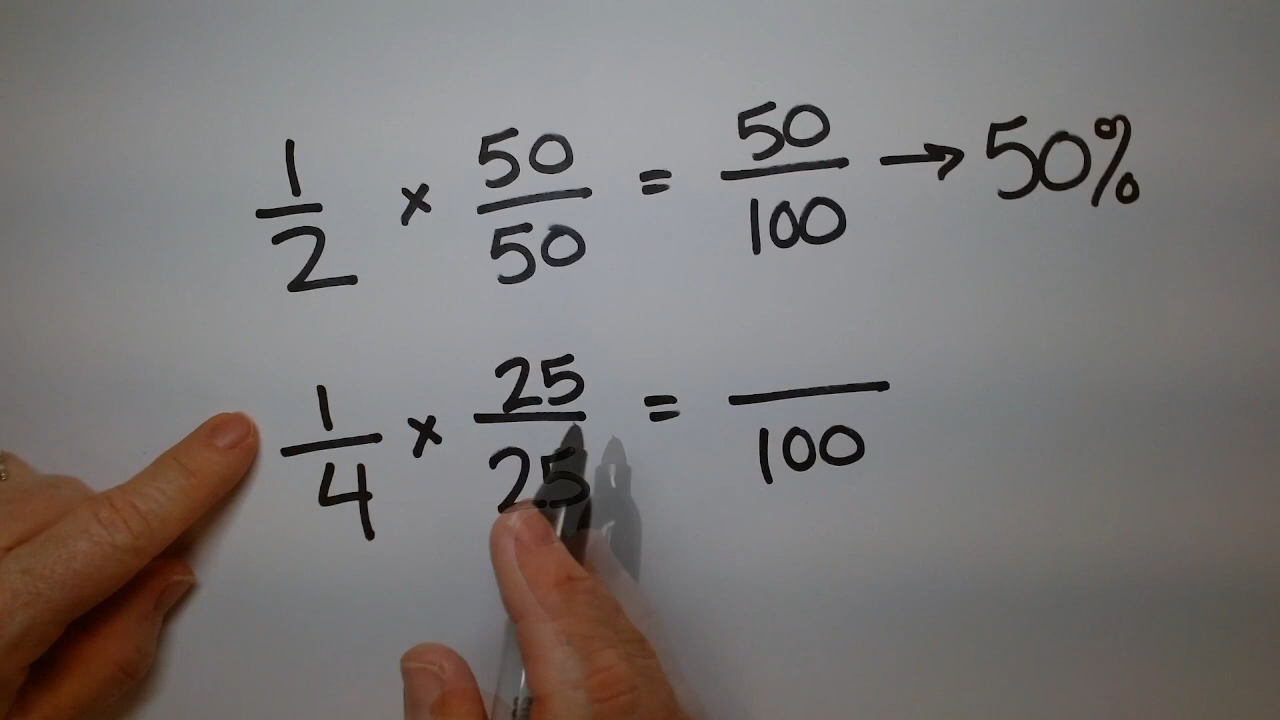 1/2 × 50/50 = 50/100 → 50%
1/4 × 25/25 = /100